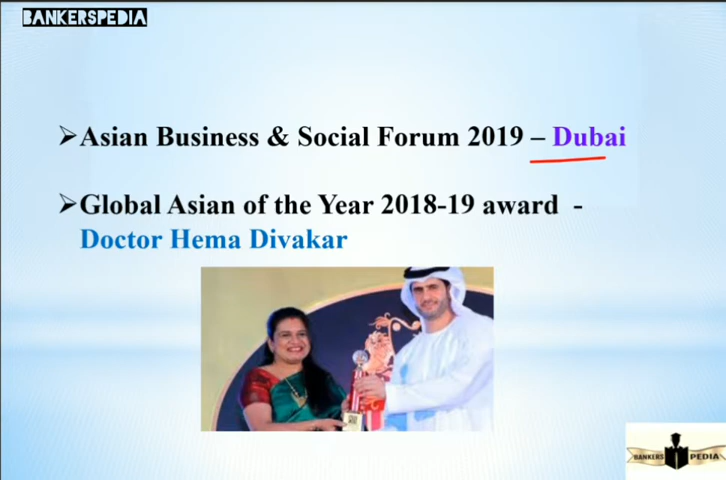 BANKERSPEDIA
➢Asian Business & Social Forum 2019 – Dubai
➢Global Asian of the Year 2018-19 award -
Doctor Hema Divakar
BANKERS PEDIA